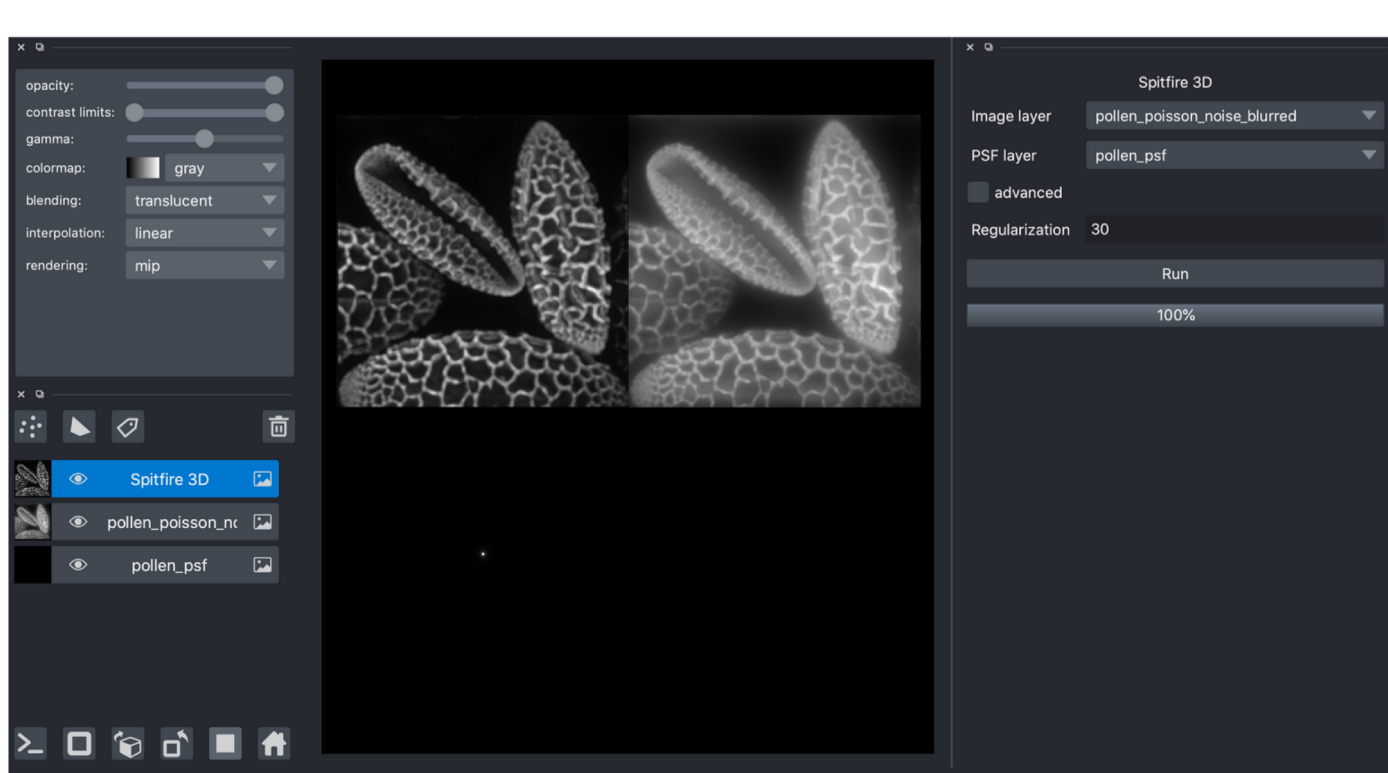 opacity:
contrast limits:
gamma:
colormap: gray
blending: translucent
interpolation: linear
rendering: mip
Spitfire 3D
pollen_poisson_no
pollen_psf
Spitfire 3D
Image layer pollen_poisson_noise_blurred
PSF layer pollen_psf
advanced
Regularization 30
Run
100%